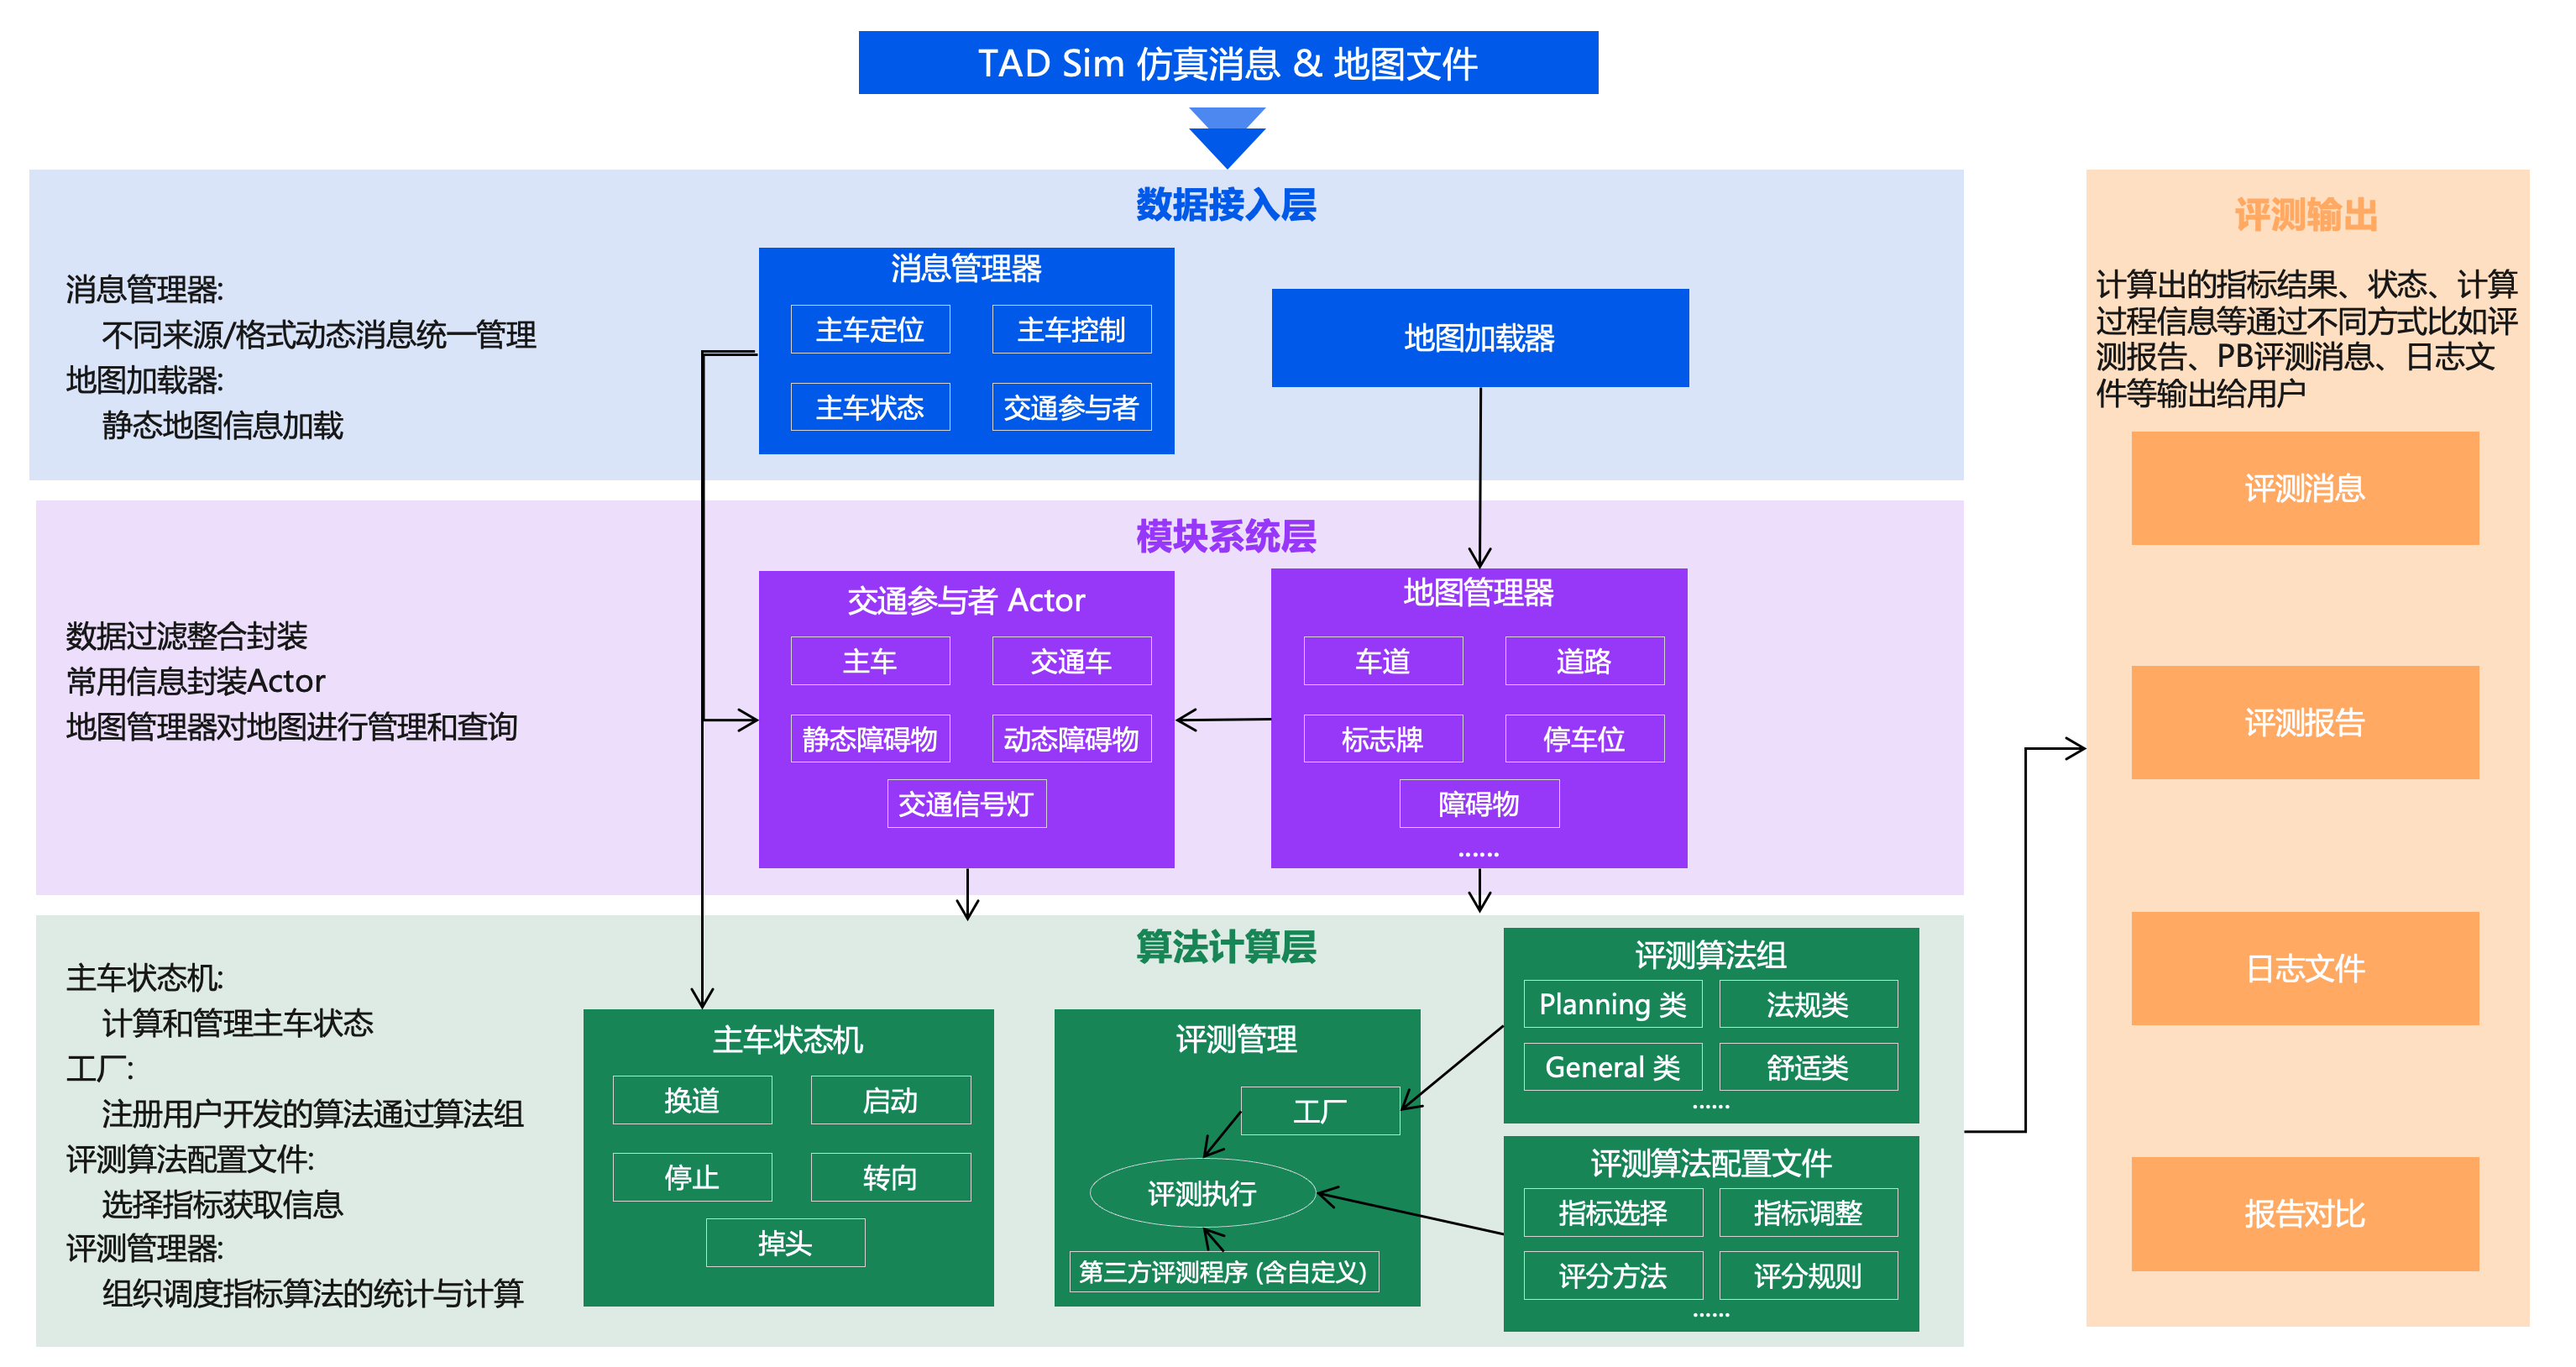 TAD Sim 仿真消息 & 地图文件
数据接入层
消息管理器:
不同来源/格式动态消息统一管理
地图加载器:
静态地图信息加载
消息管理器
主车定位
主车控制
主车状态
交通参与者
地图加载器
模块系统层
数据过滤整合封装
常用信息封装Actor
地图管理器对地图进行管理和查询
交通参与者 Actor
主车
交通车
静态障碍物
动态障碍物
交通信号灯
地图管理器
车道
道路
标志牌
停车位
障碍物
......
算法计算层
主车状态机:
计算和管理主车状态
工厂:
注册用户开发的算法通过算法组
评测算法配置文件:
选择指标获取信息
评测管理器:
组织调度指标算法的统计与计算
主车状态机
换道
启动
停止
转向
掉头
评测管理
工厂
评测执行
第三方评测程序 (含自定义)
评测算法组
Planning 类
法规类
General 类
舒适类
......
评测算法配置文件
指标选择
指标调整
评分方法
评分规则
......
评测输出
计算出的指标结果、状态、计算
过程信息等通过不同方式比如评
测报告、PB评测消息、日志文
件等输出给用户
评测消息
评测报告
日志文件
报告对比